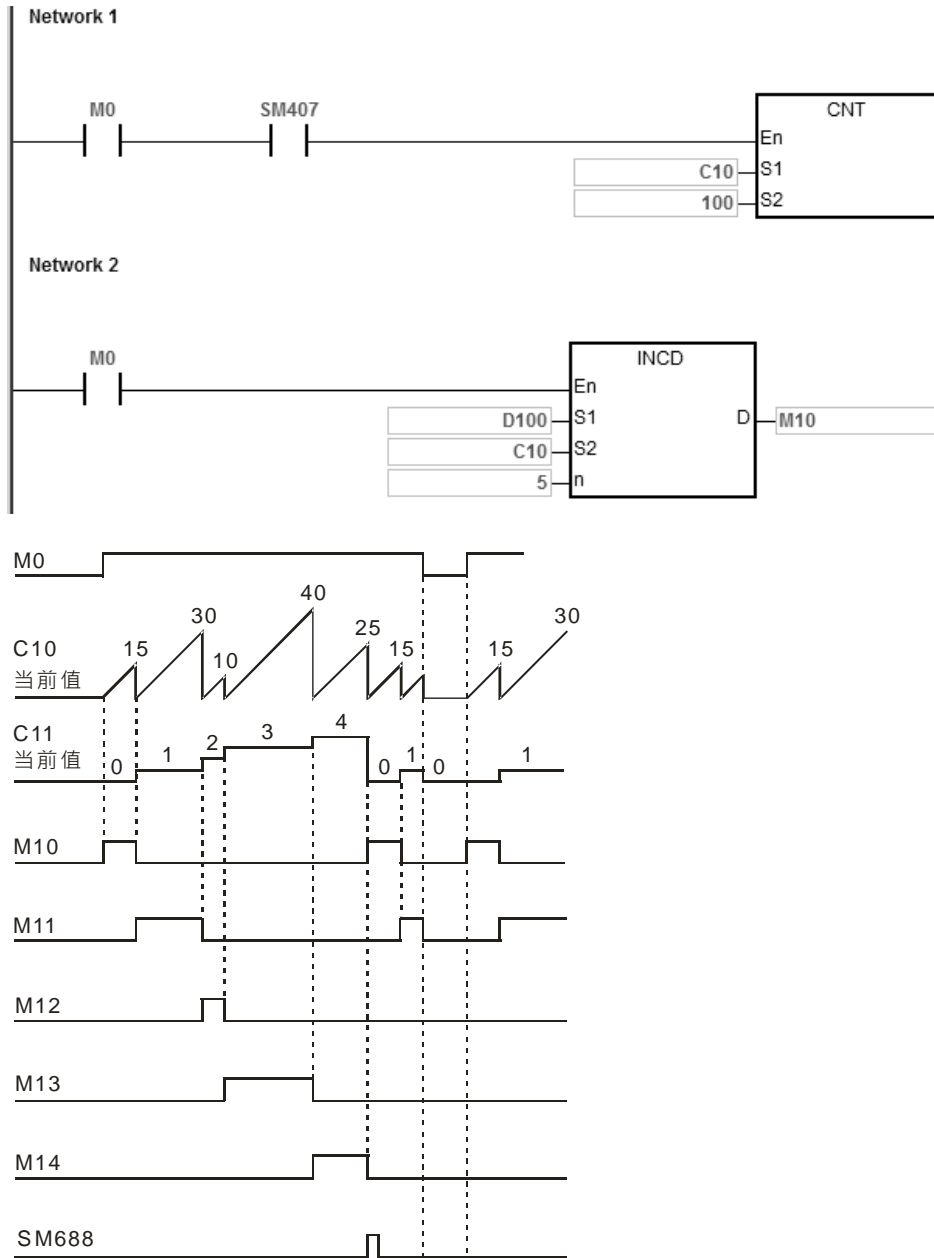 Network 1
M0 SM407 CNT
En
C10 S1
100 S2
Network 2
M0 INCD
En
D100 S1 D M10
C10 S2
5 n
M0
C10
当前值
15 30 10 40 25 15 15 30
C11
当前值
0 1 2 3 4 0 1 0 1
M10
M11
M12
M13
M14
SM688